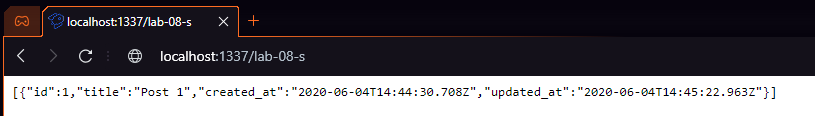 localhost:1337/lab-08-s
localhost:1337/lab-08-s
[{"id":1,"title":"Post 1","created_at":"2020-06-04T14:44:30.708Z","updated_at":"2020-06-04T14:45:22.963Z"}]